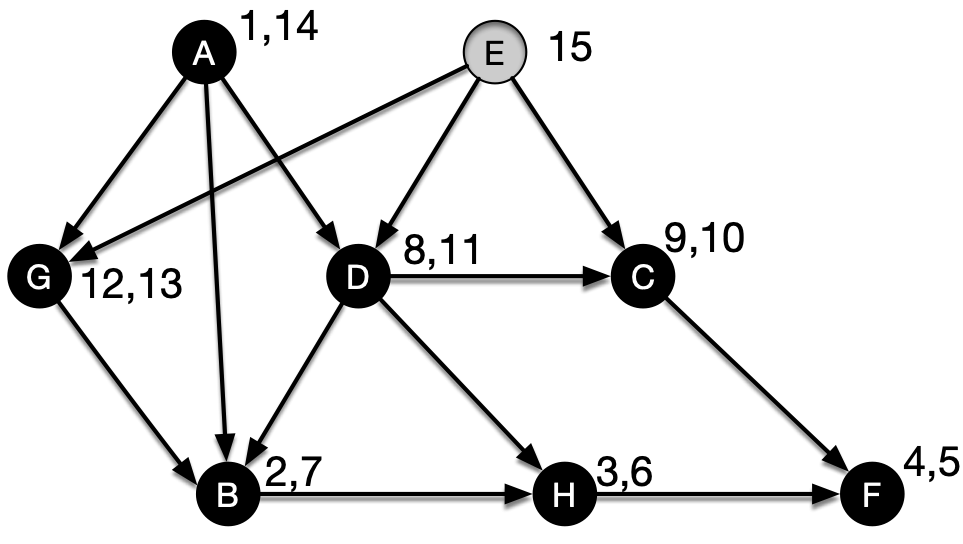 A 1,14
E 15
G 12,13
D 8,11
C 9,10
B 2,7
H 3,6
F 4,5